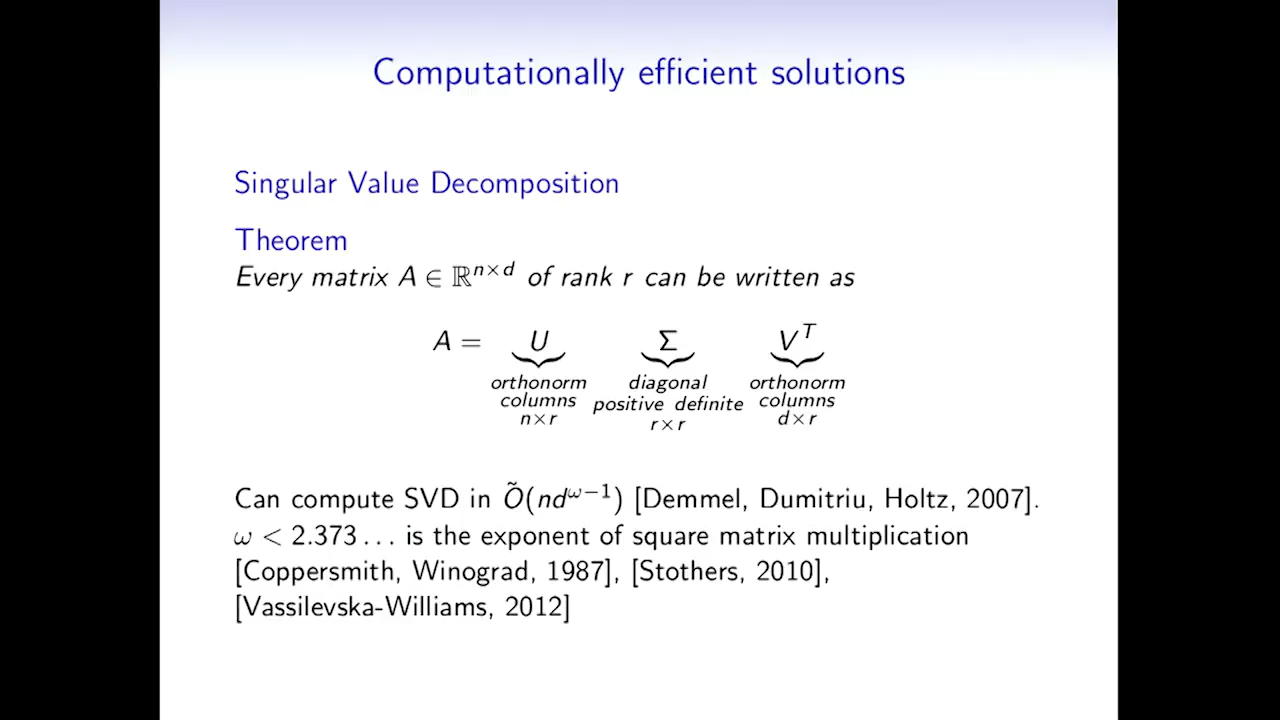 Computationally efficient solutions
Singular Value Decomposition
Theorem
Every matrix A ∈ ℝ^{n×d} of rank r can be written as
A = U Σ V^T
orthonorm diagonal orthonorm
columns positive definite columns
n×r r×r d×r
Can compute SVD in Õ(nd^{ω−1}) [Demmel, Dumitriu, Holtz, 2007].
ω < 2.373... is the exponent of square matrix multiplication
[Coppersmith, Winograd, 1987], [Stothers, 2010],
[Vassilevska-Williams, 2012]